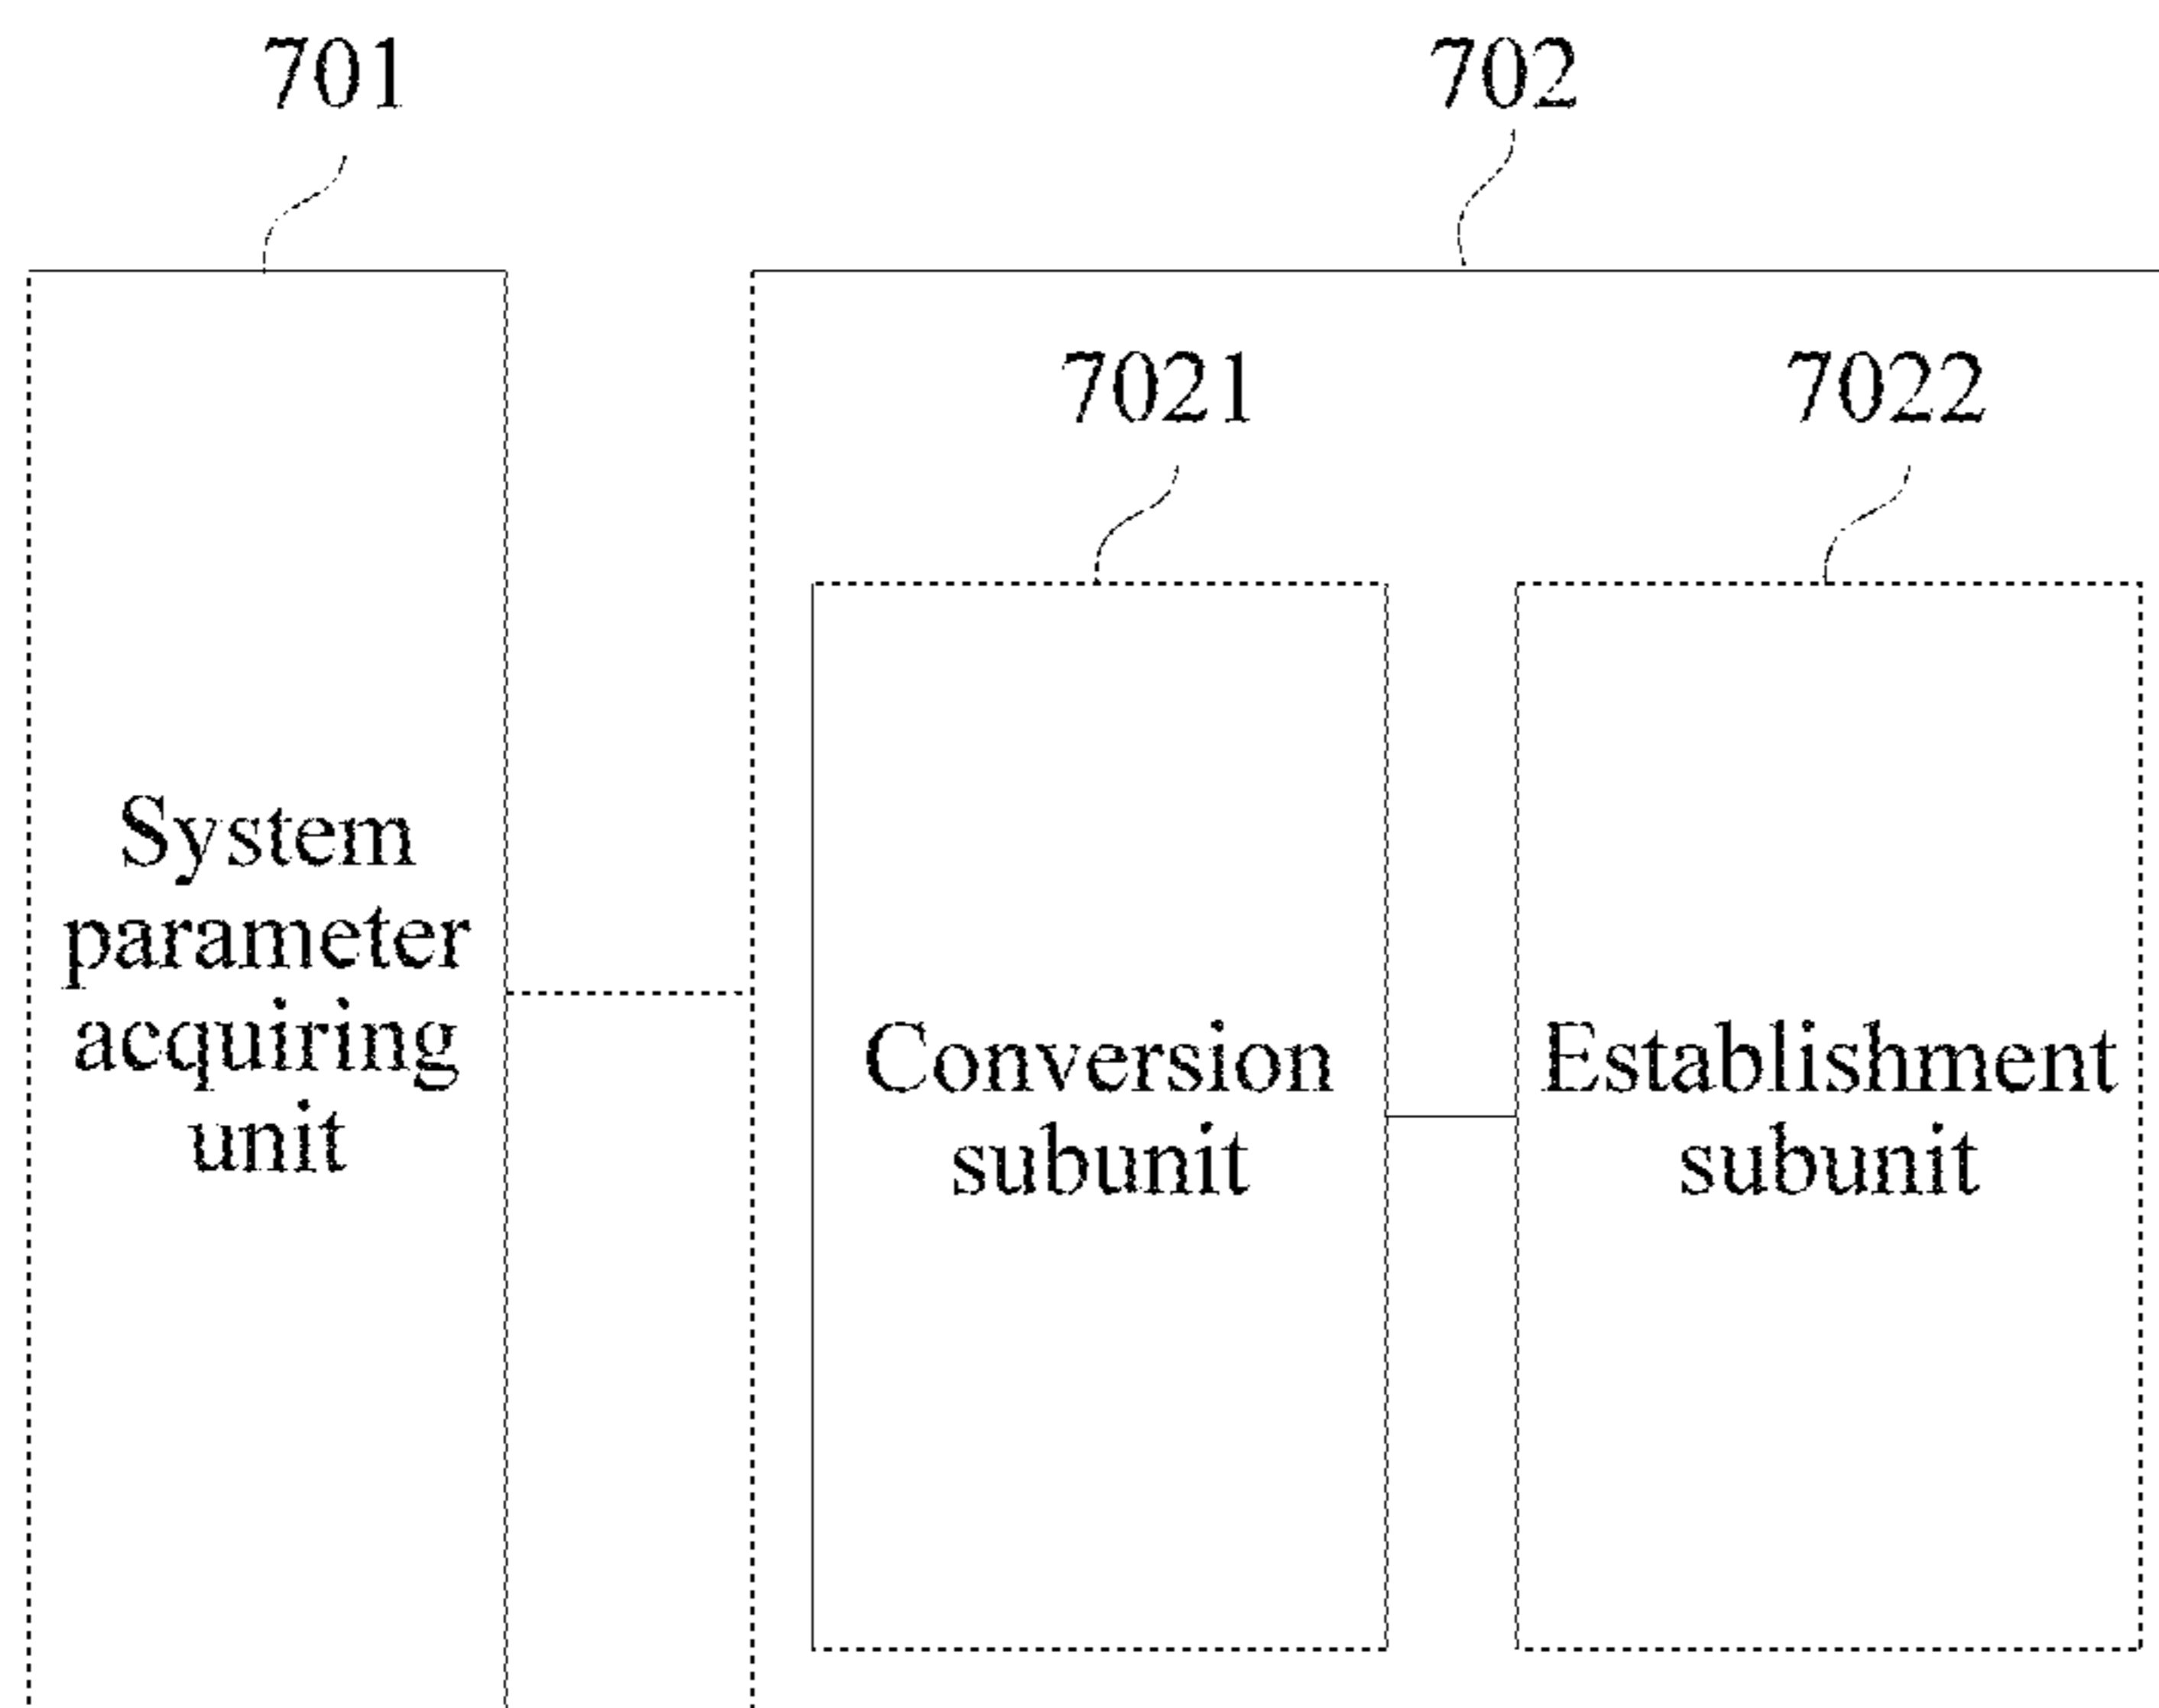 701
702
7021
7022
System
parameter
acquiring
unit
Conversion
subunit
Establishment
subunit